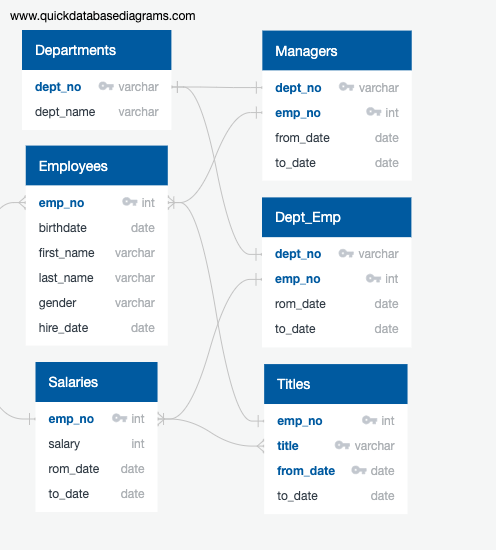 www.quickdatabasediagrams.com
Departments
dept_no varchar
dept_name varchar
Employees
emp_no int
birthdate date
first_name varchar
last_name varchar
gender varchar
hire_date date
Salaries
emp_no int
salary int
rom_date date
to_date date
Managers
dept_no varchar
emp_no int
from_date date
to_date date
Dept_Emp
dept_no varchar
emp_no int
rom_date date
to_date date
Titles
emp_no int
title varchar
from_date date
to_date date